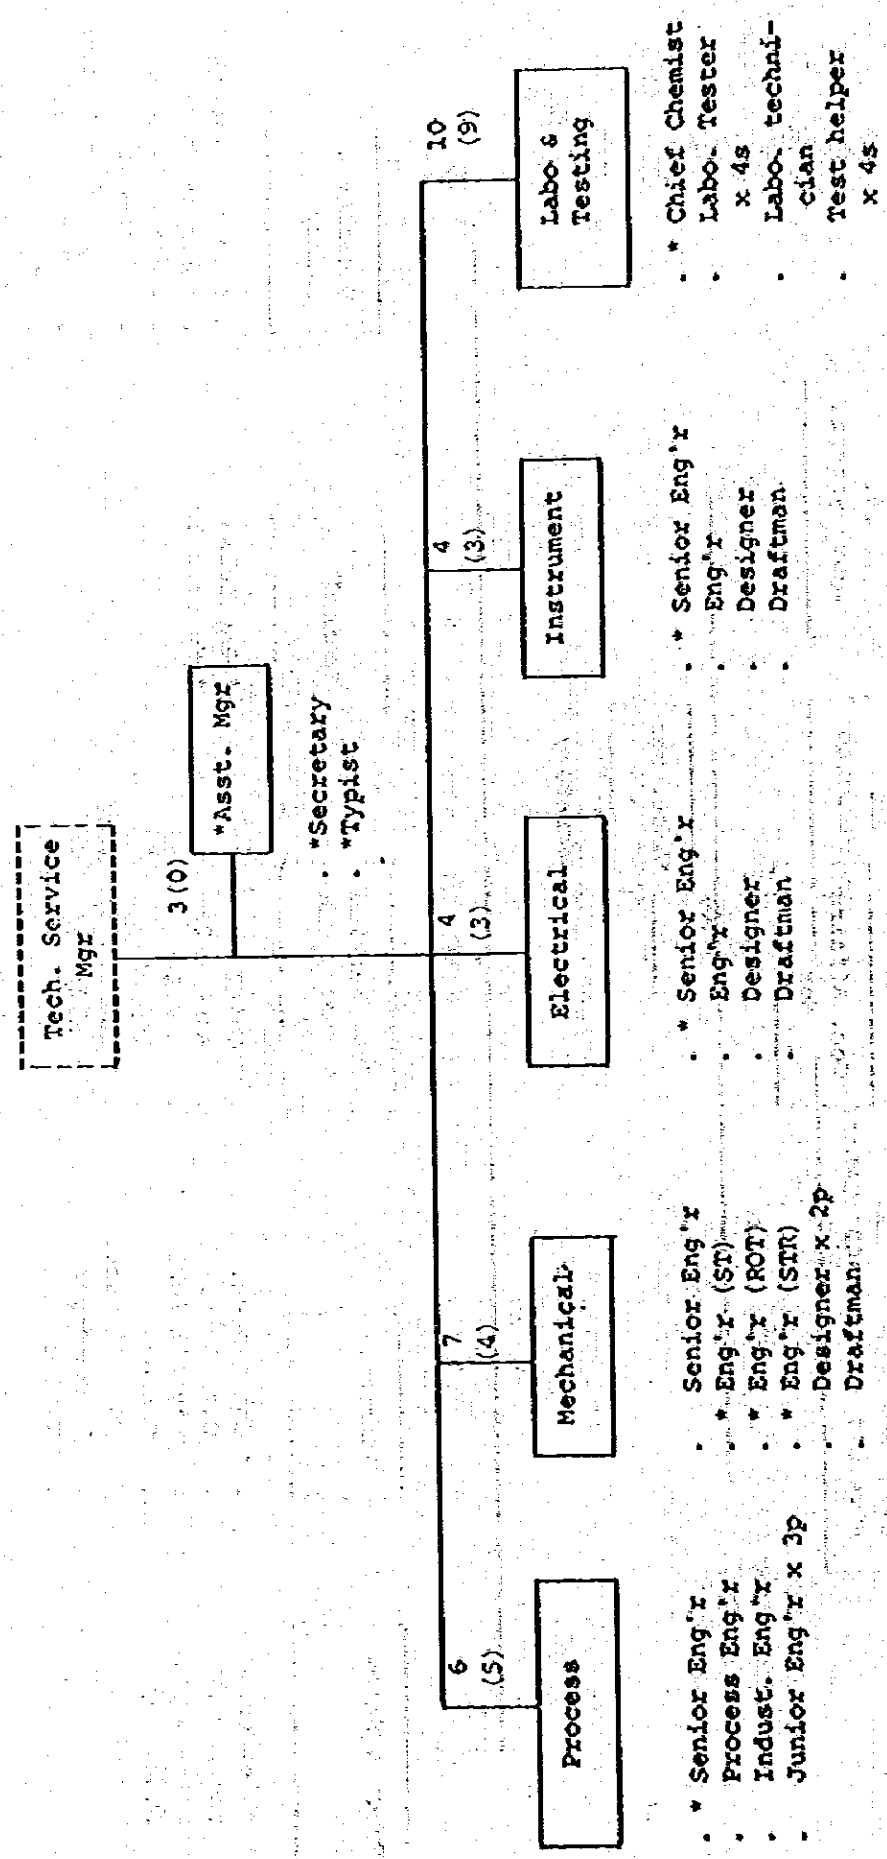 Tech. Service
Mgr
3(0)
*Asst. Mgr
. *Secretary
. *Typist
6
(5)
Process
. * Senior Eng'r
. Process Eng'r
. Indust. Eng'r
. Junior Eng'r x 3p
7
(4)
Mechanical
. Senior Eng'r
. * Eng'r (ST)
. * Eng'r (ROT)
. * Eng'r (STR)
. Designer x 2p
. Draftman
4
(3)
Electrical
. * Senior Eng'r
. Eng'r
. Designer
. Draftman
4
(3)
Instrument
. * Senior Eng'r
. Eng'r
. Designer
. Draftman
10
(9)
Labo &
Testing
. * Chief Chemist
. Labo. Tester
x 4s
. Labo. techni-
cian
. Test helper
x 4s